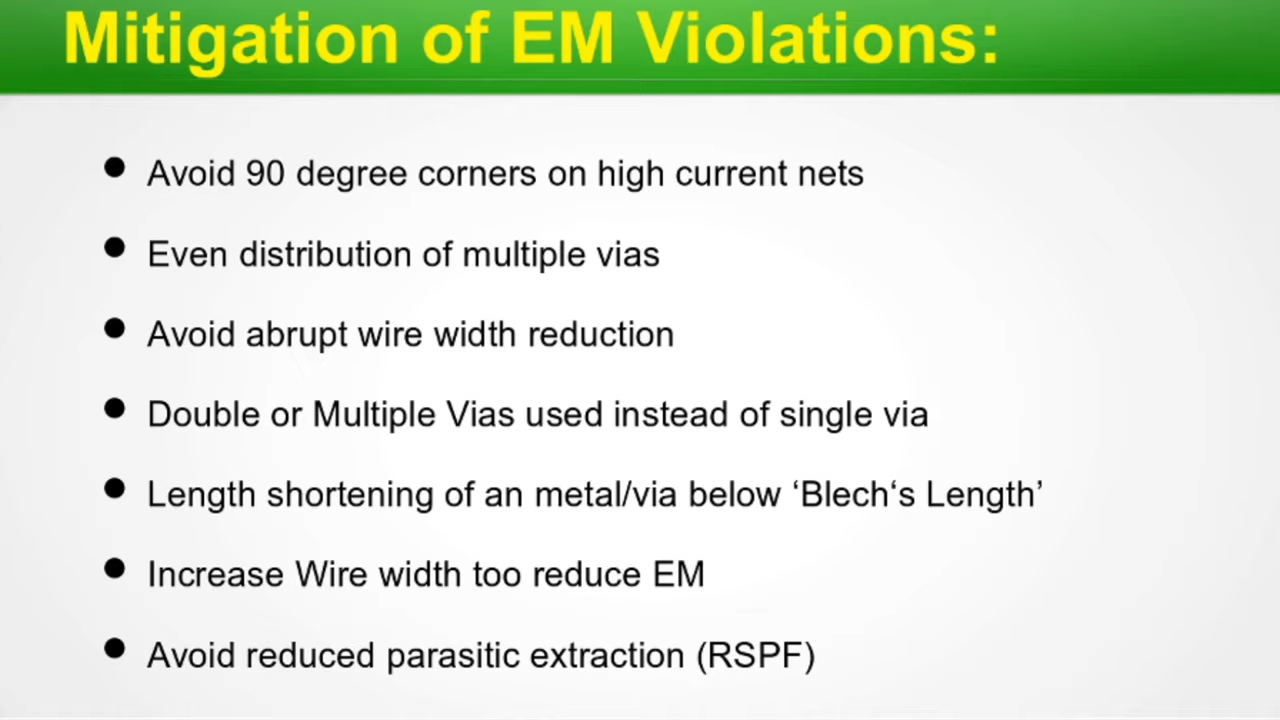 Mitigation of EM Violations:
● Avoid 90 degree corners on high current nets
● Even distribution of multiple vias
● Avoid abrupt wire width reduction
● Double or Multiple Vias used instead of single via
● Length shortening of an metal/via below ‘Blech‘s Length’
● Increase Wire width too reduce EM
● Avoid reduced parasitic extraction (RSPF)